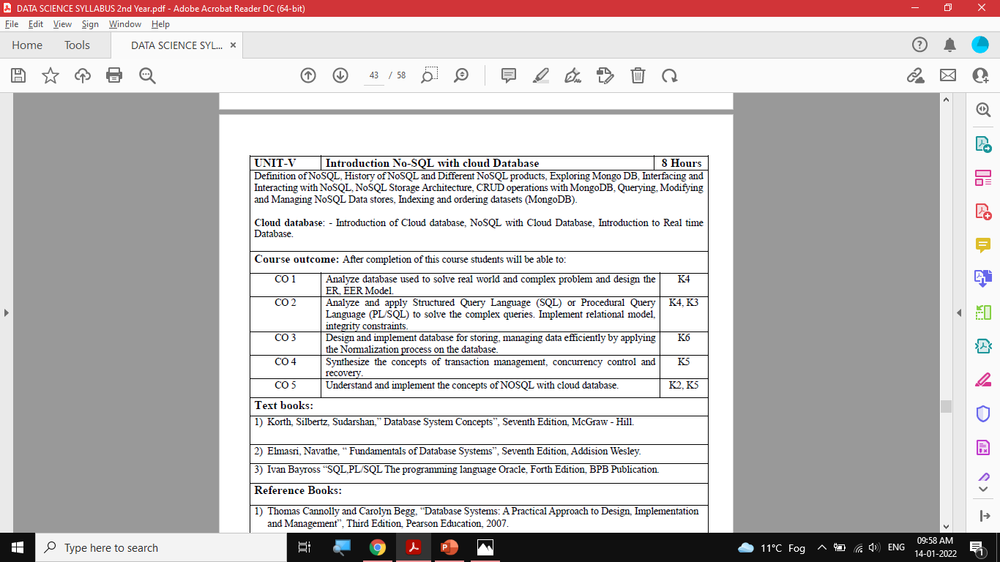 DATA SCIENCE SYLLABUS 2nd Year.pdf - Adobe Acrobat Reader DC (64-bit)
File Edit View Sign Window Help
Home Tools DATA SCIENCE SYL... ×
43 / 58
UNIT-V Introduction No-SQL with cloud Database 8 Hours
Definition of NoSQL, History of NoSQL and Different NoSQL products, Exploring Mongo DB, Interfacing and
Interacting with NoSQL, NoSQL Storage Architecture, CRUD operations with MongoDB, Querying, Modifying
and Managing NoSQL Data stores, Indexing and ordering datasets (MongoDB).
Cloud database: - Introduction of Cloud database, NoSQL with Cloud Database, Introduction to Real time
Database.
Course outcome: After completion of this course students will be able to:
CO 1 Analyze database used to solve real world and complex problem and design the K4
ER, EER Model.
CO 2 Analyze and apply Structured Query Language (SQL) or Procedural Query K4, K3
Language (PL/SQL) to solve the complex queries. Implement relational model,
integrity constraints.
CO 3 Design and implement database for storing, managing data efficiently by applying K6
the Normalization process on the database.
CO 4 Synthesize the concepts of transaction management, concurrency control and K5
recovery.
CO 5 Understand and implement the concepts of NOSQL with cloud database. K2, K5
Text books:
1) Korth, Silbertz, Sudarshan,” Database System Concepts”, Seventh Edition, McGraw - Hill.
2) Elmasri, Navathe, “ Fundamentals of Database Systems”, Seventh Edition, Addision Wesley.
3) Ivan Bayross “SQL,PL/SQL The programming language Oracle, Forth Edition, BPB Publication.
Reference Books:
1) Thomas Cannolly and Carolyn Begg, “Database Systems: A Practical Approach to Design, Implementation
and Management”, Third Edition, Pearson Education, 2007.
Type here to search
11°C Fog ENG 09:58 AM
14-01-2022
1